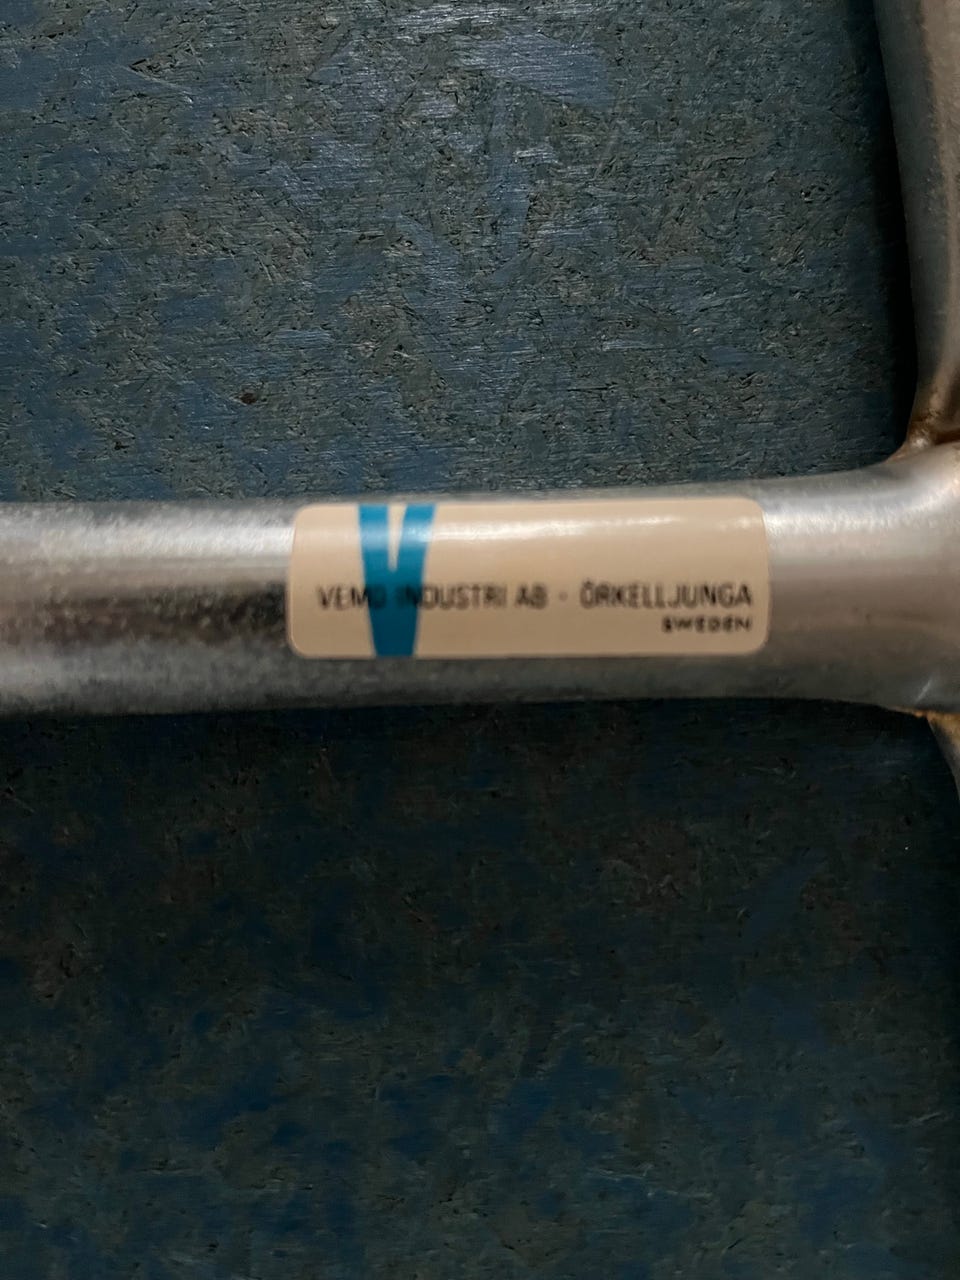 VEMO INDUSTRI AB · ÖRKELLJUNGA
SWEDEN